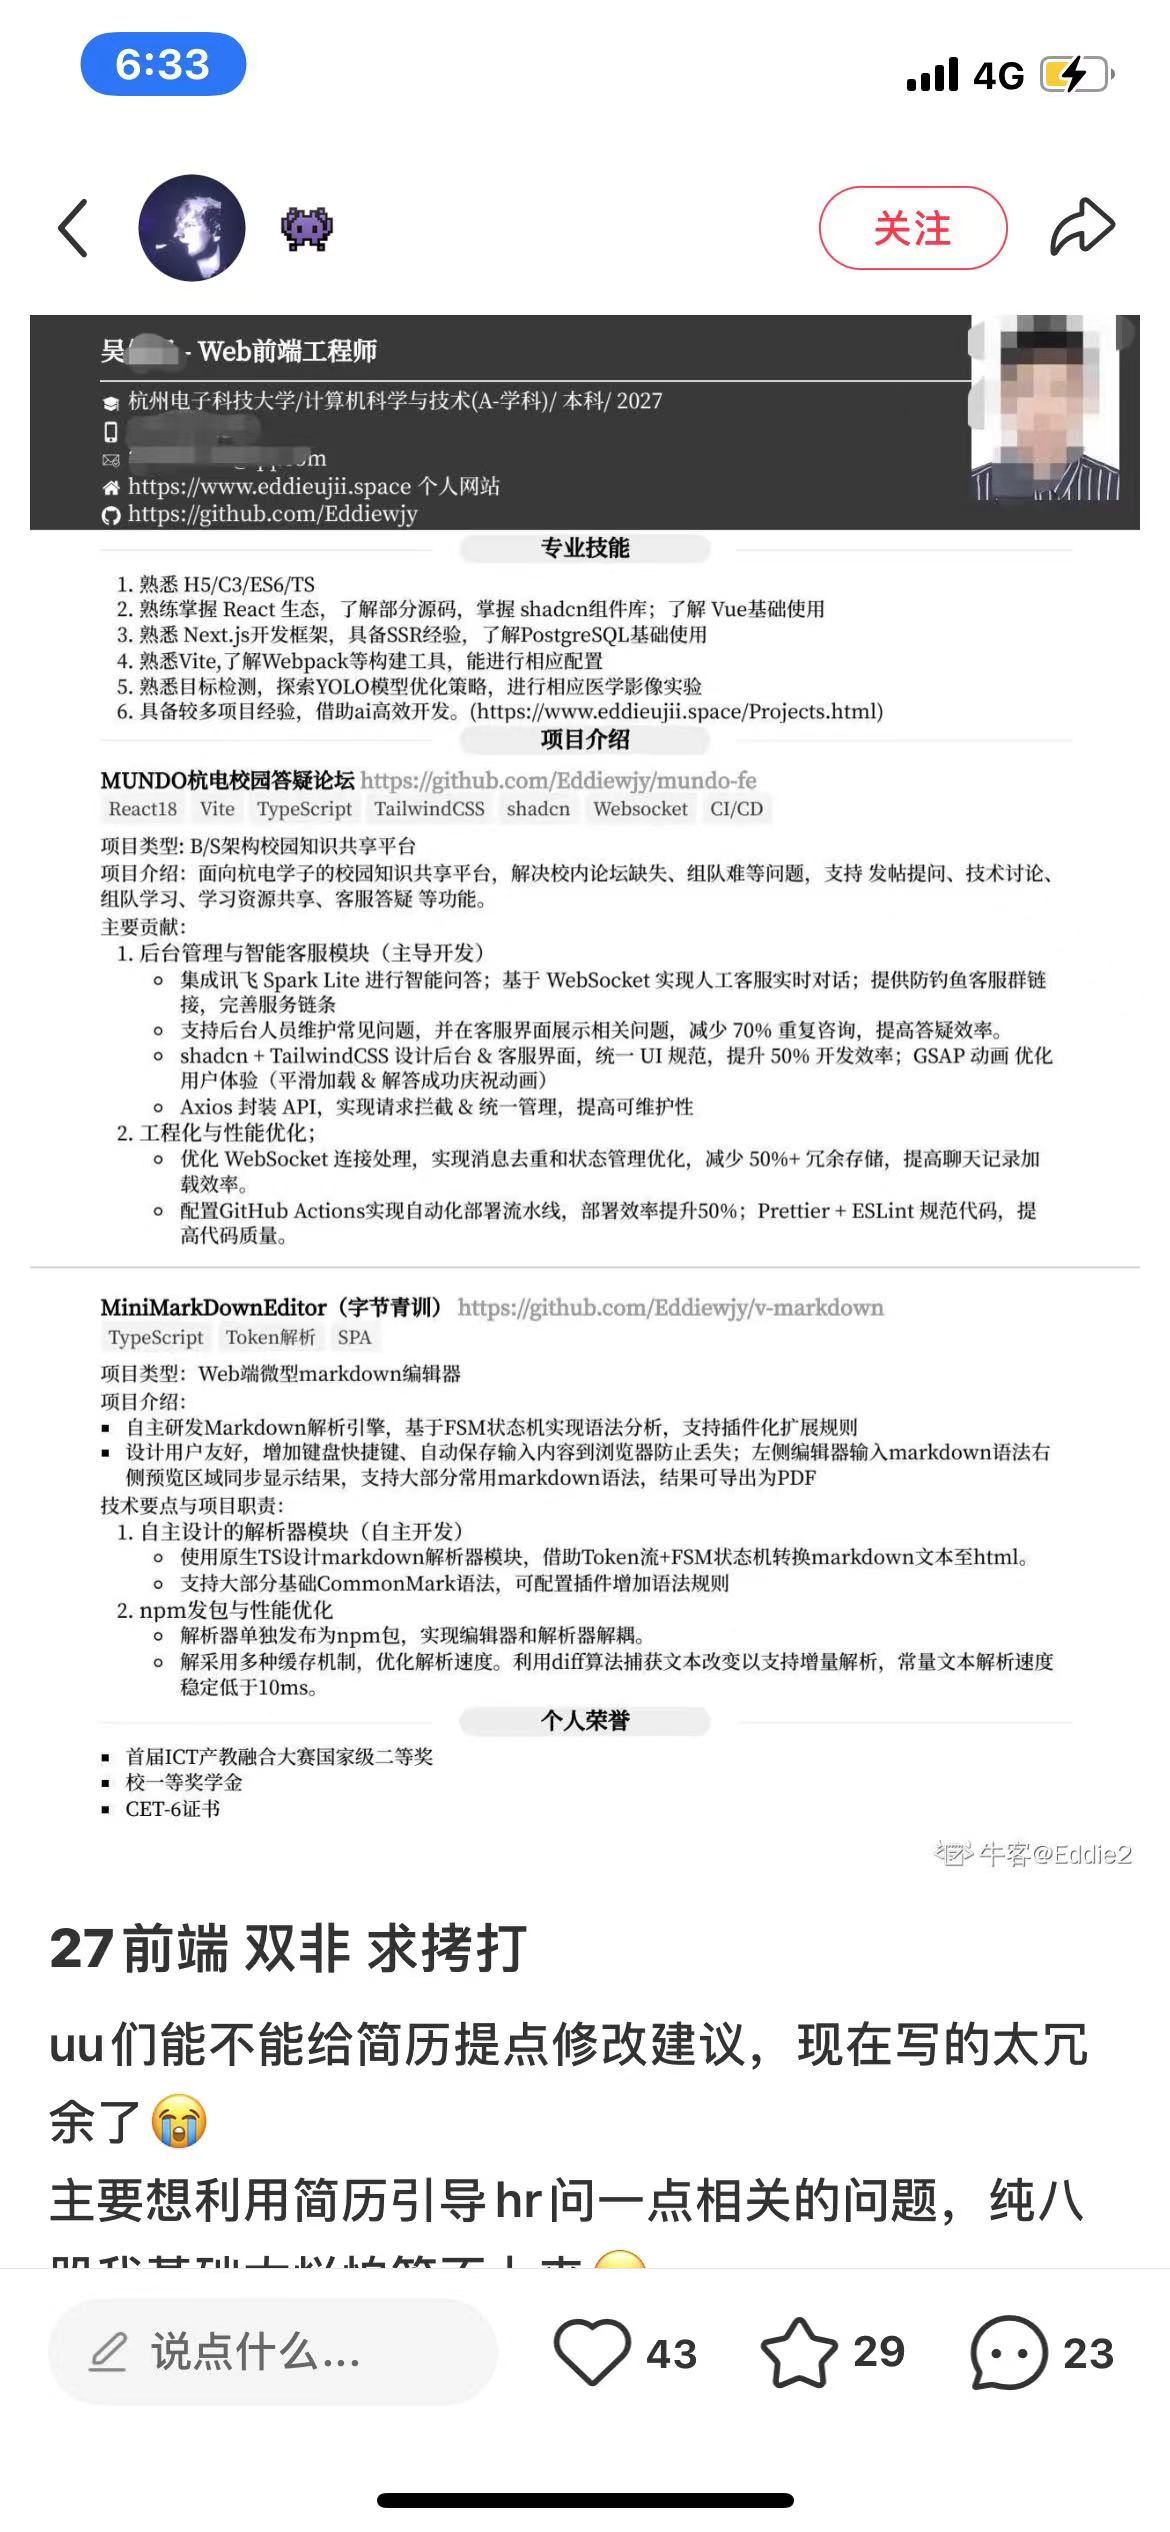 6:33
4G
关注
吴 - Web前端工程师
杭州电子科技大学/计算机科学与技术(A-学科)/ 本科/ 2027
https://www.eddieujii.space 个人网站
https://github.com/Eddiewjy
专业技能
1. 熟悉 H5/C3/ES6/TS
2. 熟练掌握 React 生态，了解部分源码，掌握 shadcn组件库；了解 Vue基础使用
3. 熟悉 Next.js开发框架，具备SSR经验，了解PostgreSQL基础使用
4. 熟悉Vite,了解Webpack等构建工具，能进行相应配置
5. 熟悉目标检测，探索YOLO模型优化策略，进行相应医学影像实验
6. 具备较多项目经验，借助ai高效开发。(https://www.eddieujii.space/Projects.html)
项目介绍
MUNDO杭电校园答疑论坛 https://github.com/Eddiewjy/mundo-fe
React18 Vite TypeScript TailwindCSS shadcn Websocket CI/CD
项目类型: B/S架构校园知识共享平台
项目介绍：面向杭电学子的校园知识共享平台，解决校内论坛缺失、组队难等问题，支持 发帖提问、技术讨论、
组队学习、学习资源共享、客服答疑 等功能。
主要贡献：
1. 后台管理与智能客服模块（主导开发）
集成讯飞 Spark Lite 进行智能问答；基于 WebSocket 实现人工客服实时对话；提供防钓鱼客服群链
接，完善服务链条
支持后台人员维护常见问题，并在客服界面展示相关问题，减少 70% 重复咨询，提高答疑效率。
shadcn + TailwindCSS 设计后台 & 客服界面，统一 UI 规范，提升 50% 开发效率；GSAP 动画 优化
用户体验（平滑加载 & 解答成功庆祝动画）
Axios 封装 API，实现请求拦截 & 统一管理，提高可维护性
2. 工程化与性能优化；
优化 WebSocket 连接处理，实现消息去重和状态管理优化，减少 50%+ 冗余存储，提高聊天记录加
载效率。
配置GitHub Actions实现自动化部署流水线，部署效率提升50%；Prettier + ESLint 规范代码，提
高代码质量。
MiniMarkDownEditor（字节青训） https://github.com/Eddiewjy/v-markdown
TypeScript Token解析 SPA
项目类型：Web端微型markdown编辑器
项目介绍：
自主研发Markdown解析引擎，基于FSM状态机实现语法分析，支持插件化扩展规则
设计用户友好，增加键盘快捷键、自动保存输入内容到浏览器防止丢失；左侧编辑器输入markdown语法右
侧预览区域同步显示结果，支持大部分常用markdown语法，结果可导出为PDF
技术要点与项目职责：
1. 自主设计的解析器模块（自主开发）
使用原生TS设计markdown解析器模块，借助Token流+FSM状态机转换markdown文本至html。
支持大部分基础CommonMark语法，可配置插件增加语法规则
2. npm发包与性能优化
解析器单独发布为npm包，实现编辑器和解析器解耦。
解采用多种缓存机制，优化解析速度。利用diff算法捕获文本改变以支持增量解析，常量文本解析速度
稳定低于10ms。
个人荣誉
首届ICT产教融合大赛国家级二等奖
校一等奖学金
CET-6证书
牛客@Eddie2
27前端 双非 求拷打
uu们能不能给简历提点修改建议，现在写的太冗
余了😭
主要想利用简历引导hr问一点相关的问题，纯八
说点什么...
43
29
23